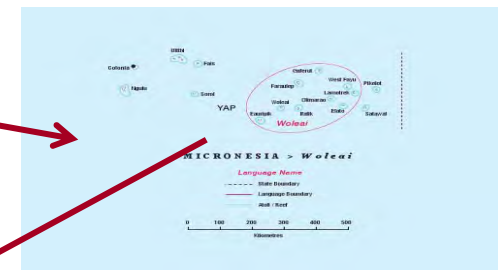 Ulithi
Colonia Fais
Ngulu
Sorol
YAP
Gaferut
Faraulep West Fayu Pikelot
Lamotrek
Woleai Olimarao
Eauripik Ifalik Elato Satawal
Woleai
MICRONESIA > Woleai
Language Name
State Boundary
Language Boundary
Atoll / Reef
0 100 200 300 400 500
Kilometres